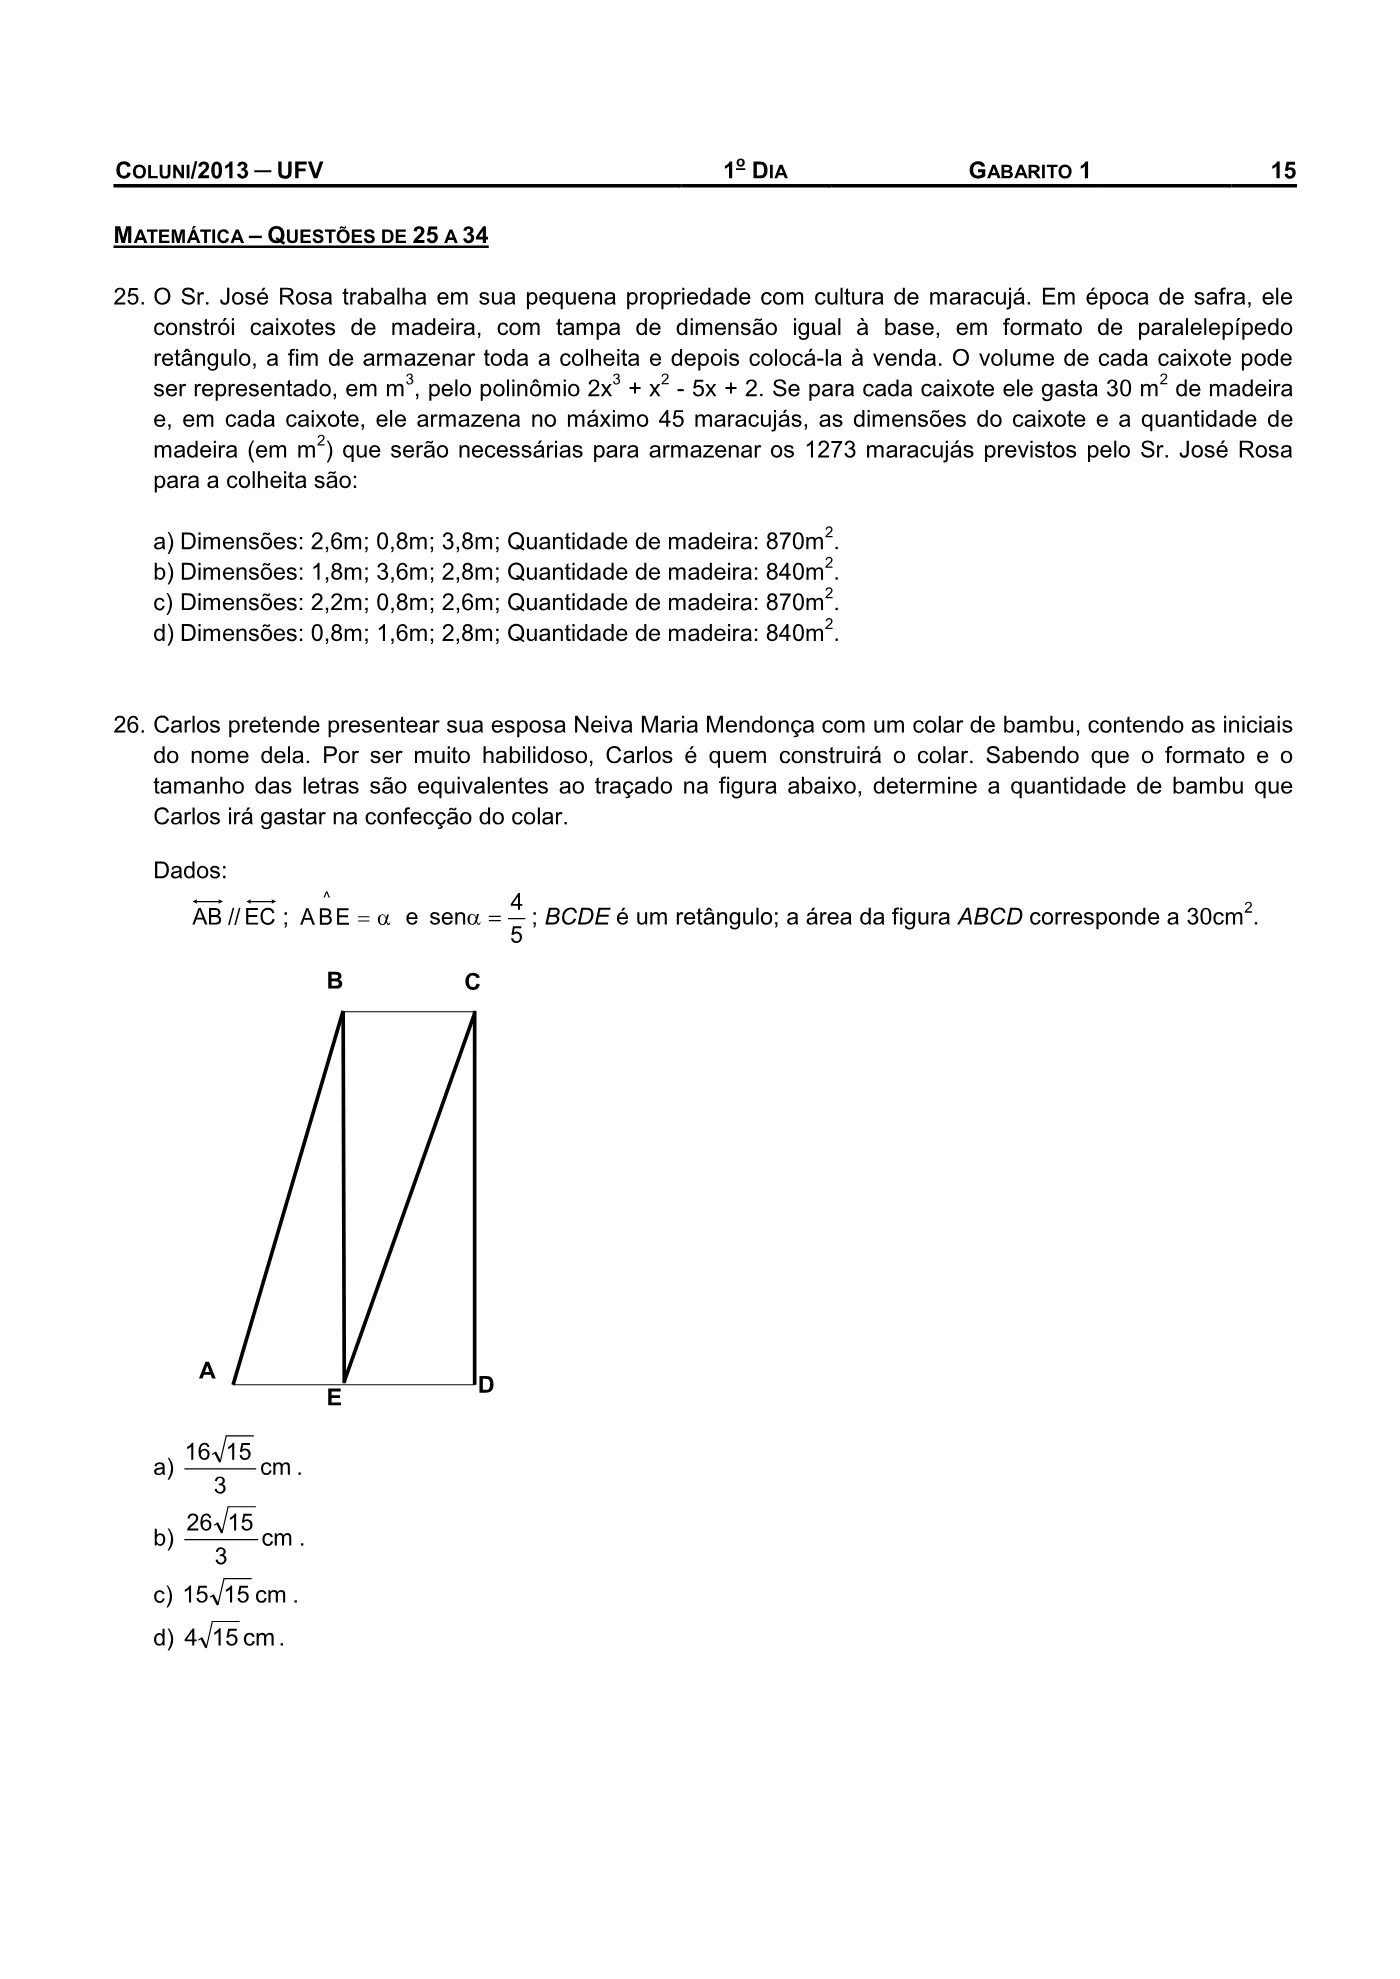 COLUNI/2013 — UFV 1º DIA GABARITO 1 15
MATEMÁTICA – QUESTÕES DE 25 A 34
25. O Sr. José Rosa trabalha em sua pequena propriedade com cultura de maracujá. Em época de safra, ele
constrói caixotes de madeira, com tampa de dimensão igual à base, em formato de paralelepípedo
retângulo, a fim de armazenar toda a colheita e depois colocá-la à venda. O volume de cada caixote pode
ser representado, em m³, pelo polinômio 2x³ + x² - 5x + 2. Se para cada caixote ele gasta 30 m² de madeira
e, em cada caixote, ele armazena no máximo 45 maracujás, as dimensões do caixote e a quantidade de
madeira (em m²) que serão necessárias para armazenar os 1273 maracujás previstos pelo Sr. José Rosa
para a colheita são:
a) Dimensões: 2,6m; 0,8m; 3,8m; Quantidade de madeira: 870m².
b) Dimensões: 1,8m; 3,6m; 2,8m; Quantidade de madeira: 840m².
c) Dimensões: 2,2m; 0,8m; 2,6m; Quantidade de madeira: 870m².
d) Dimensões: 0,8m; 1,6m; 2,8m; Quantidade de madeira: 840m².
26. Carlos pretende presentear sua esposa Neiva Maria Mendonça com um colar de bambu, contendo as iniciais
do nome dela. Por ser muito habilidoso, Carlos é quem construirá o colar. Sabendo que o formato e o
tamanho das letras são equivalentes ao traçado na figura abaixo, determine a quantidade de bambu que
Carlos irá gastar na confecção do colar.
Dados:
AB // EC ; AB̂E = α e senα = 4/5 ; BCDE é um retângulo; a área da figura ABCD corresponde a 30cm².
B C
A
E
D
a) 16√15/3 cm .
b) 26√15/3 cm .
c) 15√15 cm .
d) 4√15 cm .